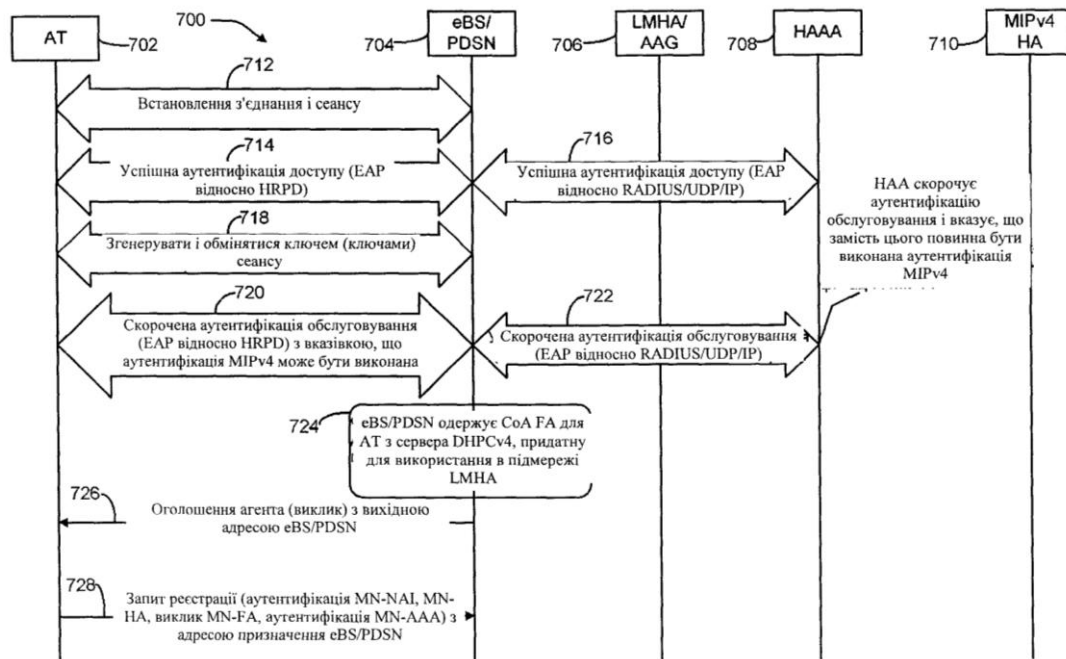 700
AT
702
eBS/
PDSN
704
LMHA/
AAG
706
HAAA
708
MIPv4
HA
710
712
Встановлення з'єднання і сеансу
714
Успішна аутентифікація доступу (EAP
відносно HRPD)
716
Успішна аутентифікація доступу (EAP
відносно RADIUS/UDP/IP)
718
Згенерувати і обмінятися ключем (ключами)
сеансу
НАА скорочує
аутентифікацію
обслуговування і вказує, що
замість цього повинна бути
виконана аутентифікація
MIPv4
720
Скорочена аутентифікація обслуговування
(EAP відносно HRPD) з вказівкою, що
аутентифікація MIPv4 може бути виконана
722
Скорочена аутентифікація обслуговування
(EAP відносно RADIUS/UDP/IP)
724
eBS/PDSN одержує CoA FA для
AT з сервера DHPCv4, придатну
для використання в підмережі
LMHA
726
Оголошення агента (виклик) з вихідною
адресою eBS/PDSN
728
Запит реєстрації (аутентифікація MN-NAI, MN-
HA, виклик MN-FA, аутентифікація MN-AAA) з
адресою призначення eBS/PDSN